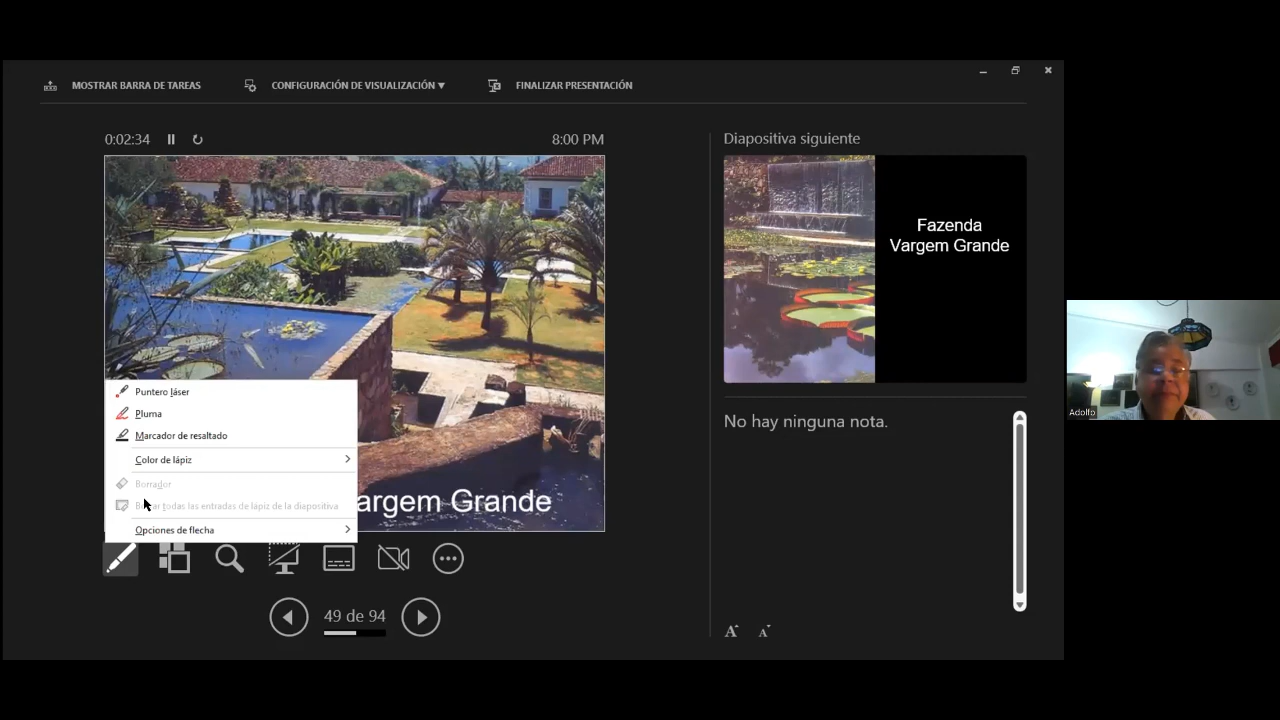 MOSTRAR BARRA DE TAREAS
CONFIGURACIÓN DE VISUALIZACIÓN ▼
FINALIZAR PRESENTACIÓN
0:02:34
8:00 PM
Diapositiva siguiente
Fazenda
Vargem Grande
Puntero láser
Pluma
Marcador de resaltado
Color de lápiz
Borrador
todas las entradas de lápiz de la diapositiva
Opciones de flecha
argem Grande
No hay ninguna nota.
Adolfo
49 de 94